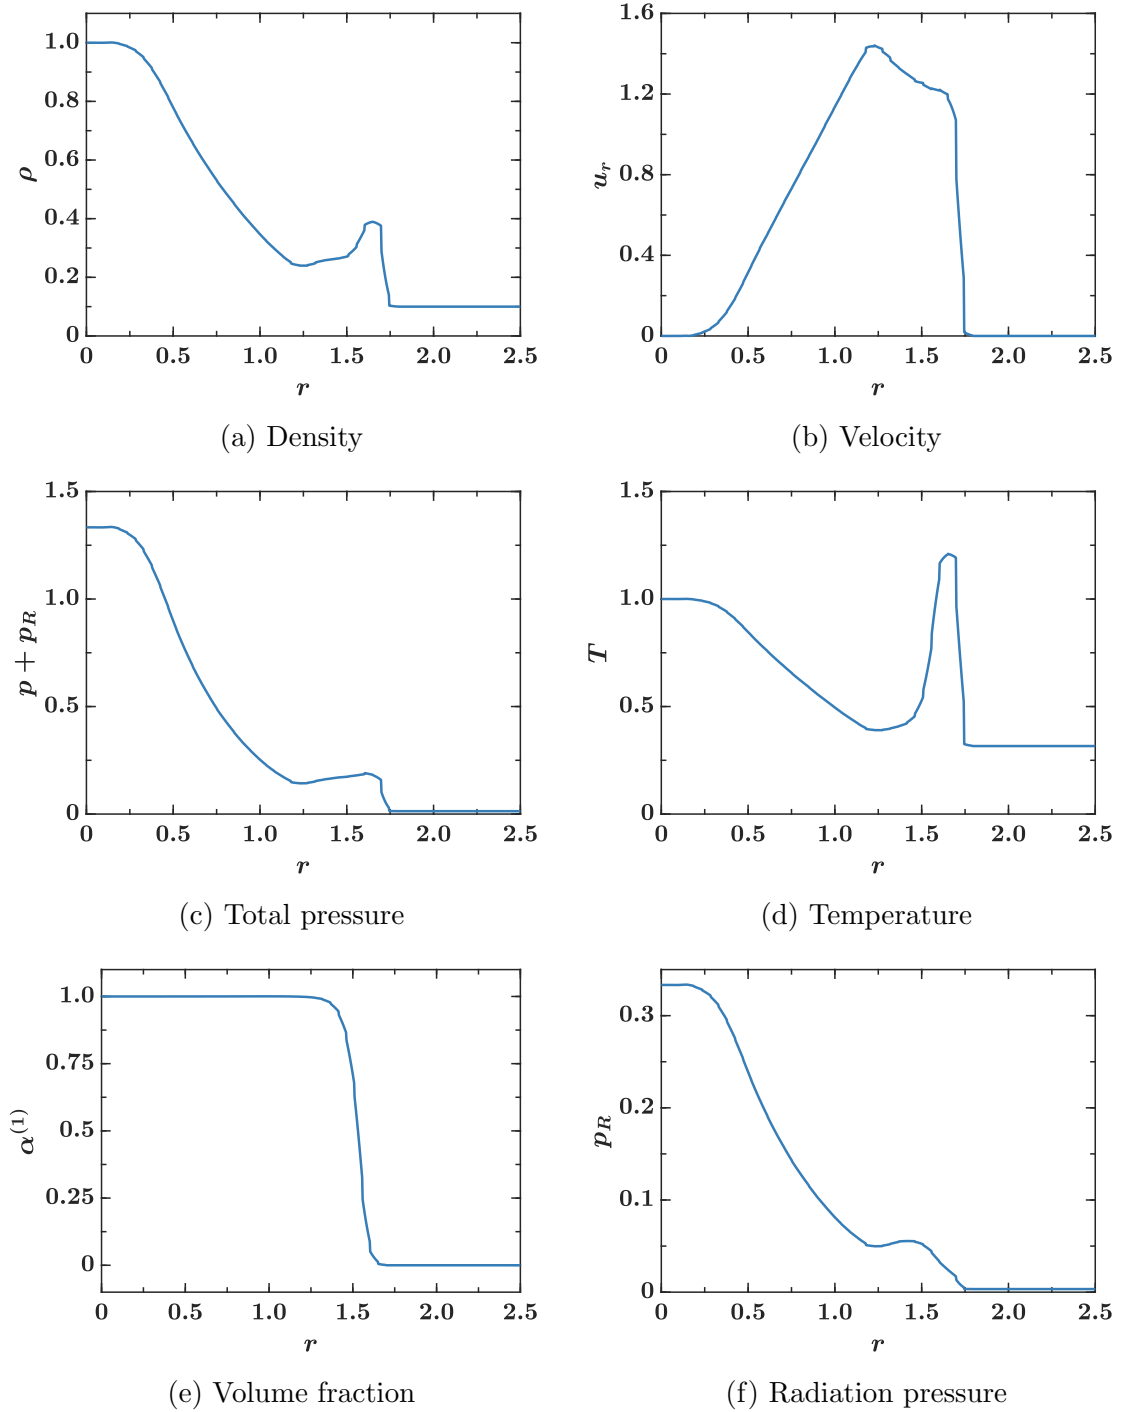 1.0
0.8
0.6
0.4
0.2
0
0 0.5 1.0 1.5 2.0 2.5
ρ
r
(a) Density
1.6
1.2
0.8
0.4
0
0 0.5 1.0 1.5 2.0 2.5
u_r
r
(b) Velocity
1.5
1.0
0.5
0
0 0.5 1.0 1.5 2.0 2.5
p + p_R
r
(c) Total pressure
1.5
1.0
0.5
0
0 0.5 1.0 1.5 2.0 2.5
T
r
(d) Temperature
1.0
0.75
0.5
0.25
0
0 0.5 1.0 1.5 2.0 2.5
α^(1)
r
(e) Volume fraction
0.3
0.2
0.1
0
0 0.5 1.0 1.5 2.0 2.5
p_R
r
(f) Radiation pressure